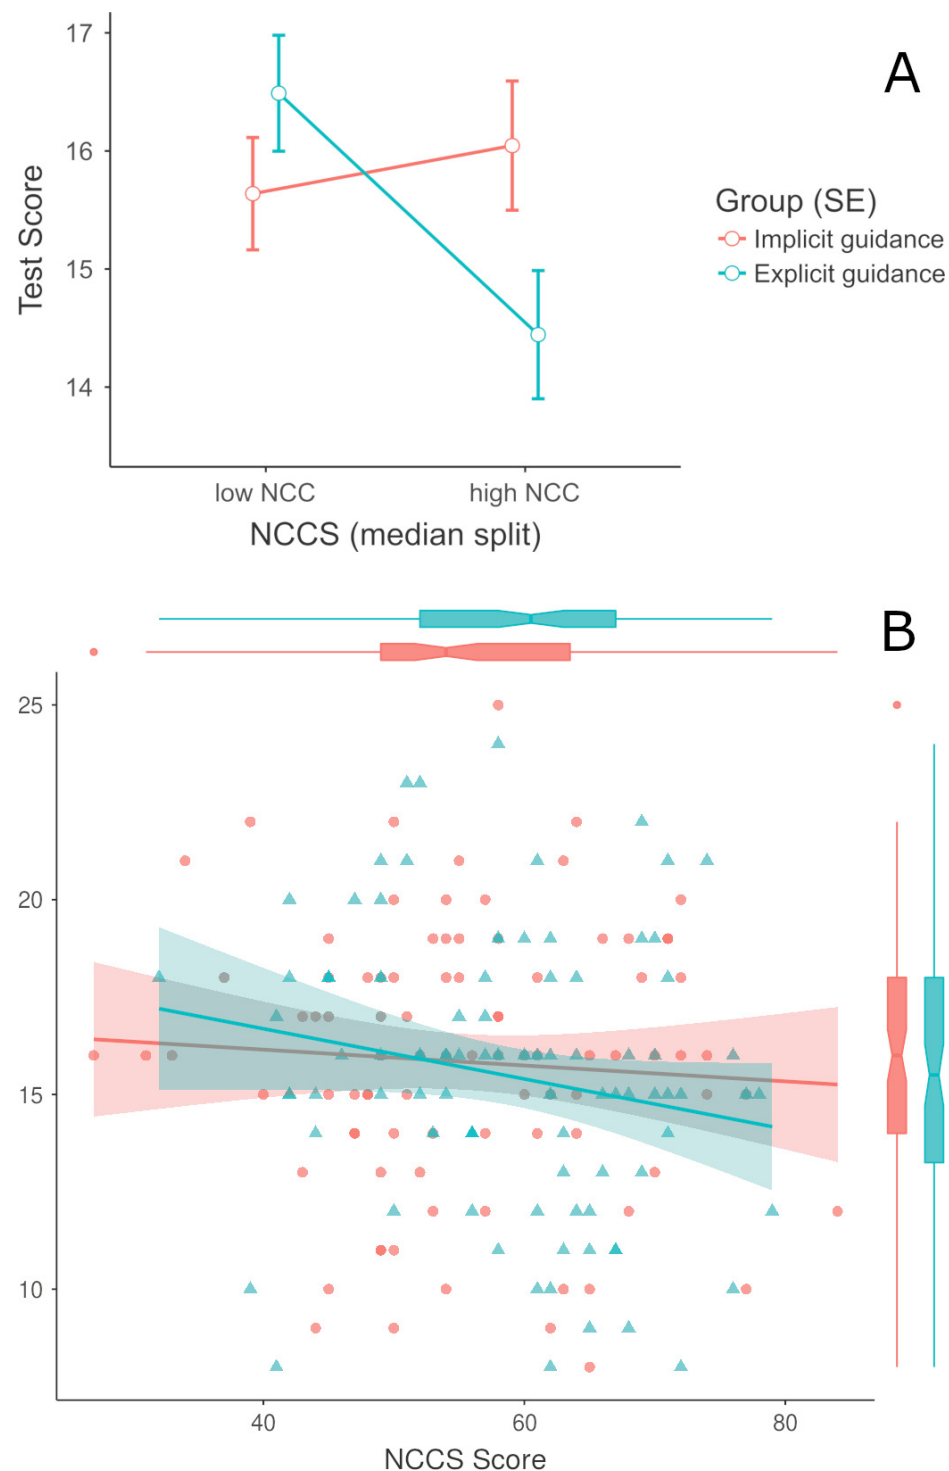 17
A
16
Test Score
Group (SE)
Implicit guidance
15
Explicit guidance
14
low NCC
high NCC
NCCS (median split)
B
25
20
15
10
40
60
80
NCCS Score